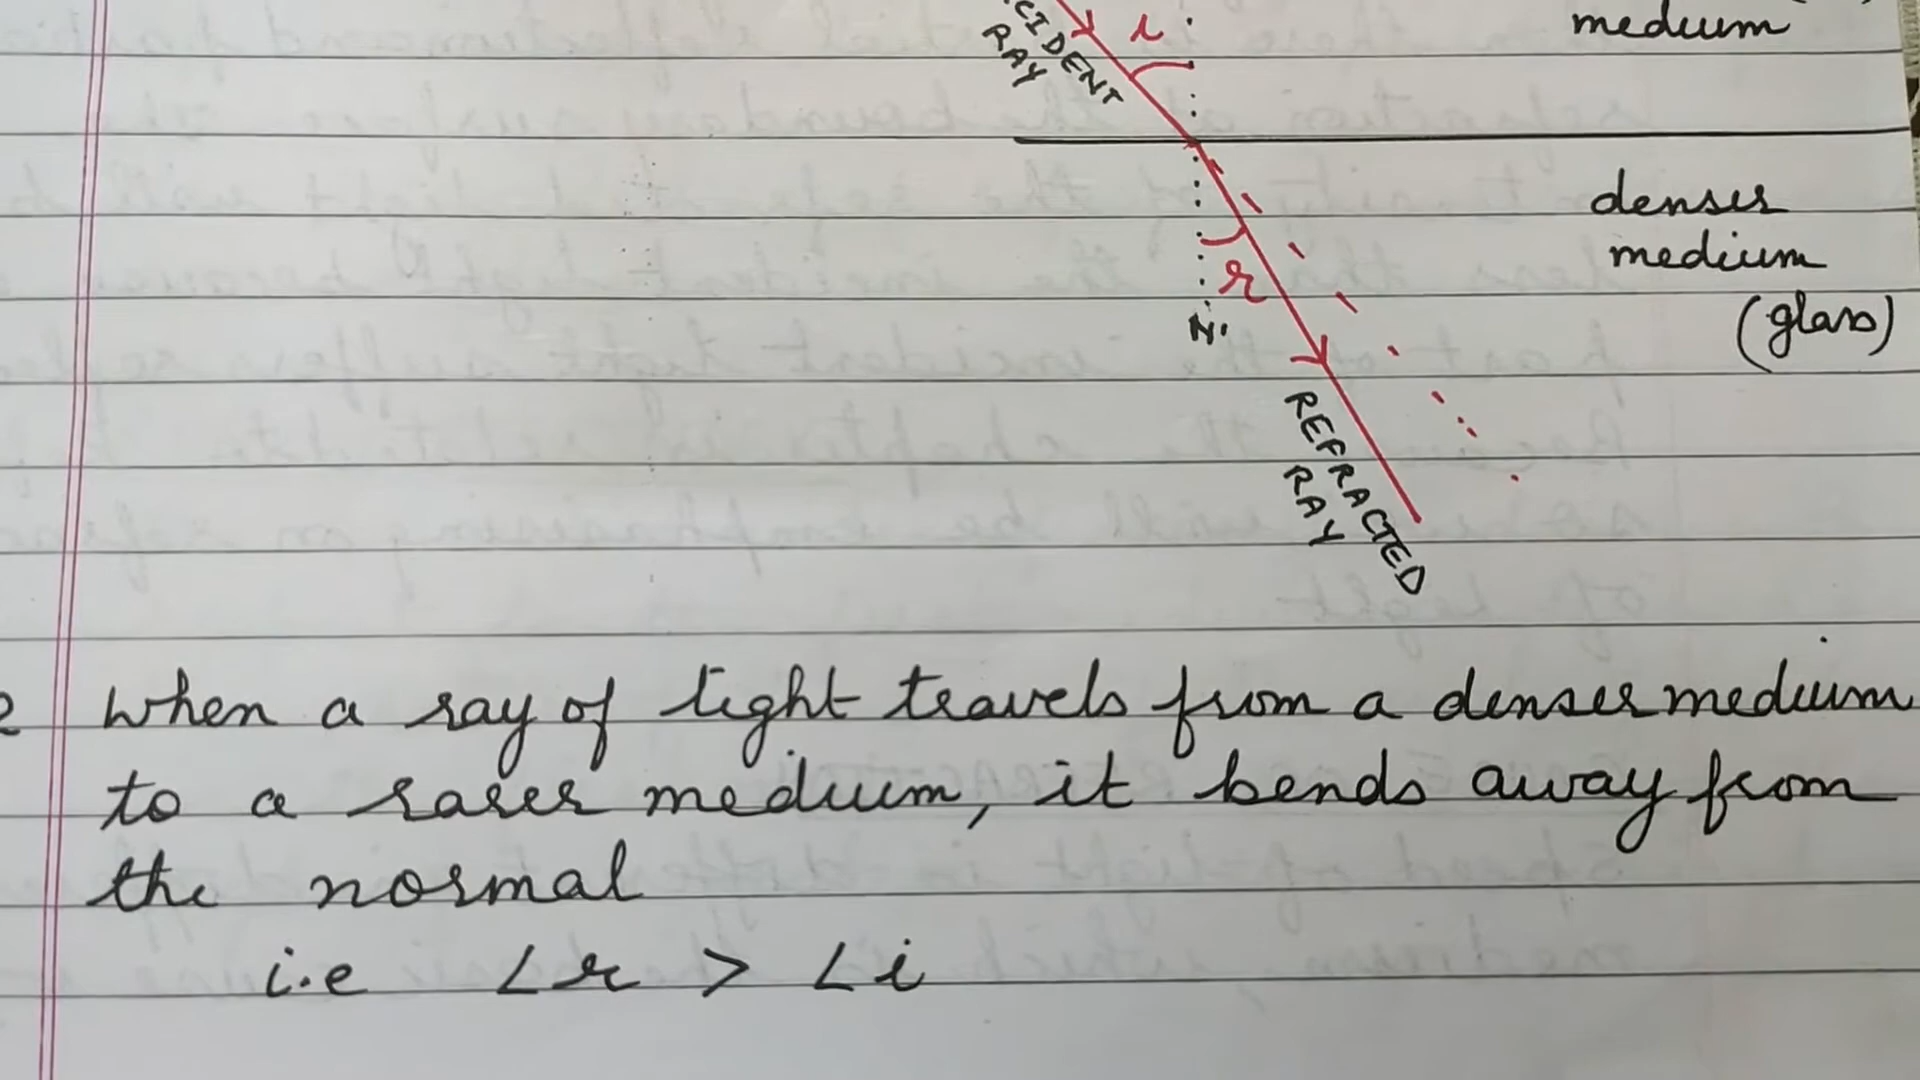 i
medium
INCIDENT
RAY
denser
medium
(glass)
r
N'
REFRACTED
RAY
2 When a ray of light travels from a denser medium
to a rarer medium, it bends away from
the normal
i.e ∠r > ∠i